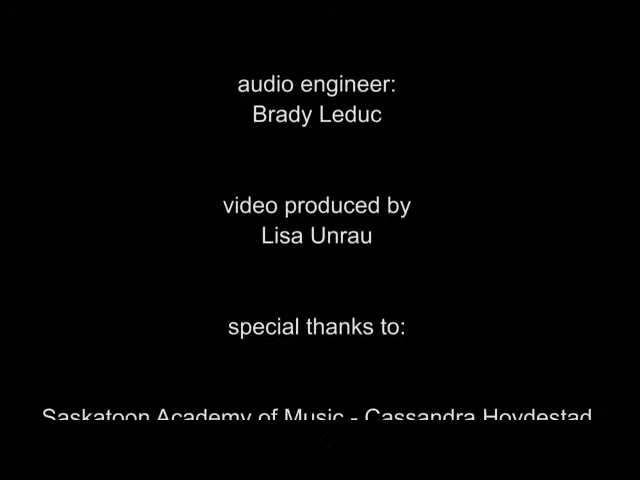 audio engineer:
Brady Leduc
video produced by
Lisa Unrau
special thanks to:
Saskatoon Academy of Music - Cassandra Hovdestad